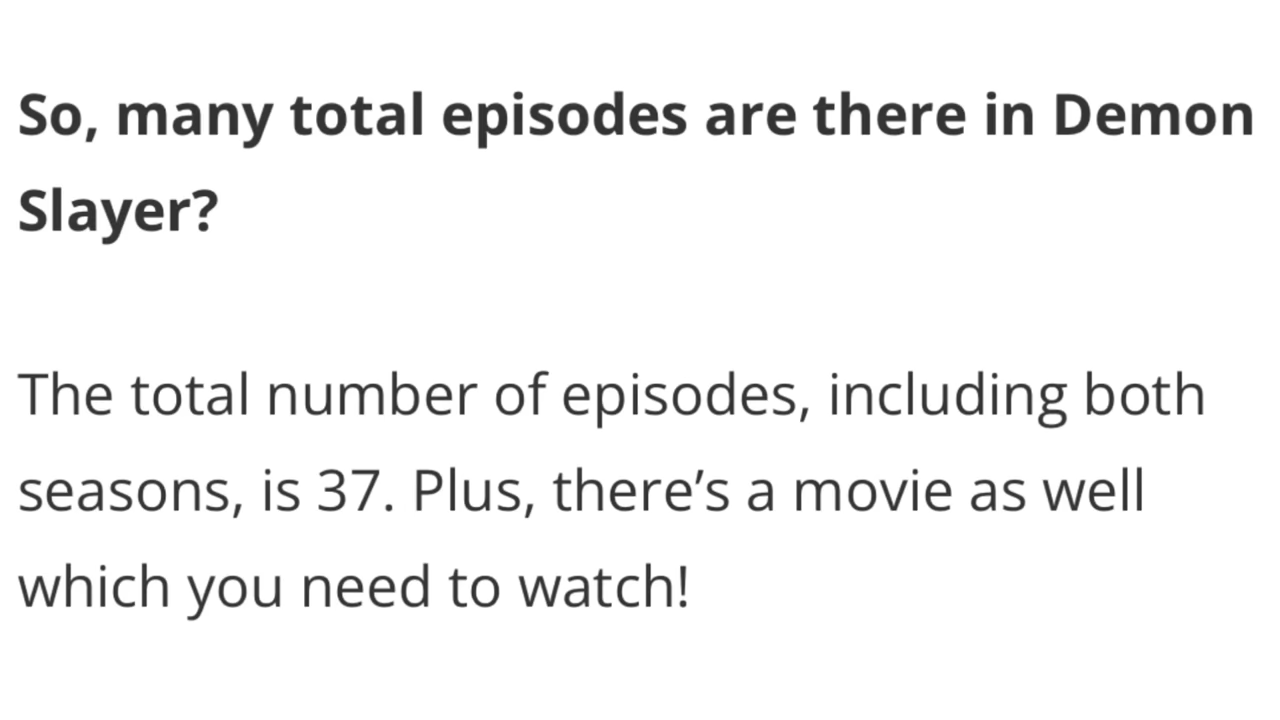 So, many total episodes are there in Demon
Slayer?
The total number of episodes, including both
seasons, is 37. Plus, there’s a movie as well
which you need to watch!